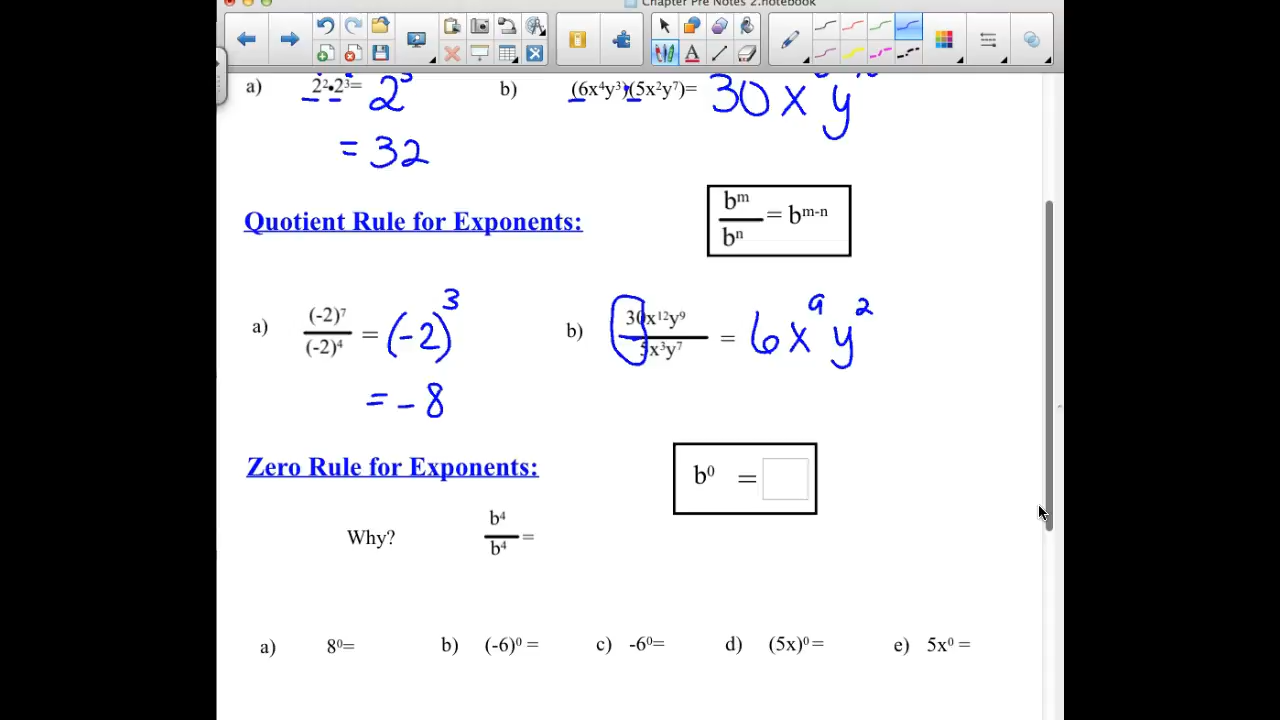 Chapter Pre Notes 2.notebook
a) 2²•2³= 2⁵ b) (6x⁴y³)(5x²y⁷)= 30 x y
= 32
Quotient Rule for Exponents: bᵐ/bⁿ = bᵐ⁻ⁿ
a) (-2)⁷/(-2)⁴ = (-2)³ b) 30x¹²y⁹/5x³y⁷ = 6x⁹y²
= -8
Zero Rule for Exponents: b⁰ =
Why? b⁴/b⁴ =
a) 8⁰= b) (-6)⁰ = c) -6⁰= d) (5x)⁰= e) 5x⁰ =